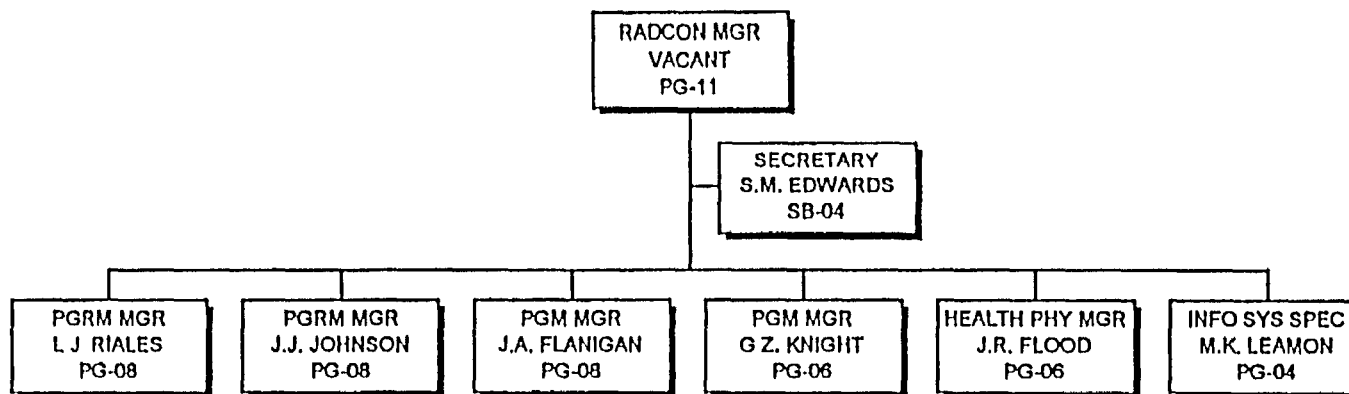 RADCON MGR
VACANT
PG-11
SECRETARY
S.M. EDWARDS
SB-04
PGRM MGR
L J RIALES
PG-08
PGRM MGR
J.J. JOHNSON
PG-08
PGM MGR
J.A. FLANIGAN
PG-08
PGM MGR
G Z. KNIGHT
PG-06
HEALTH PHY MGR
J.R. FLOOD
PG-06
INFO SYS SPEC
M.K. LEAMON
PG-04